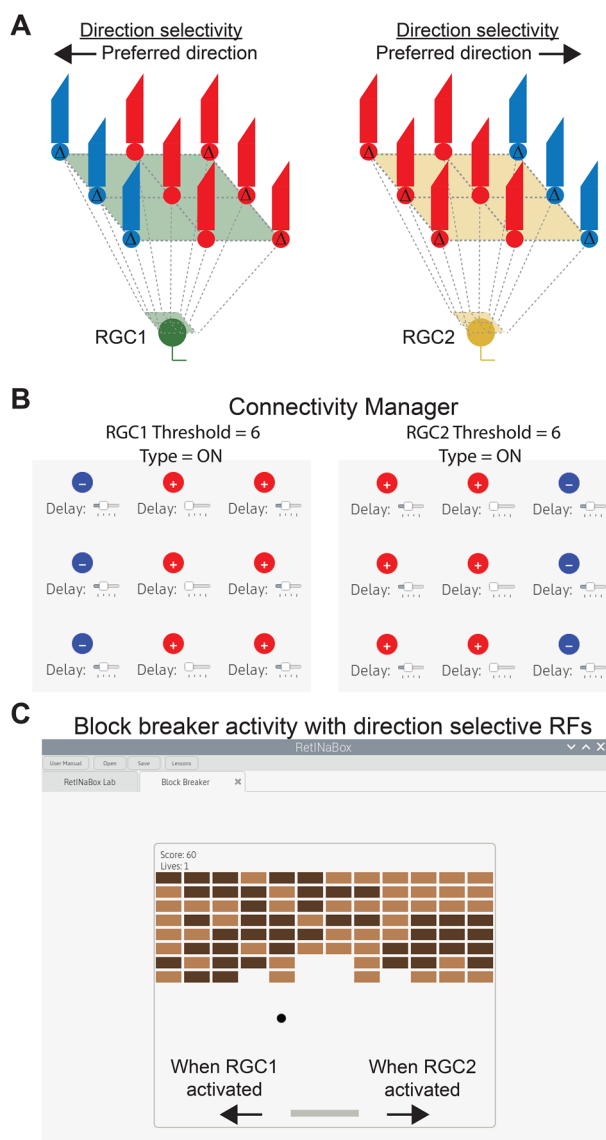 A
Direction selectivity
Preferred direction
Direction selectivity
Preferred direction
Δ
Δ
Δ
Δ
Δ
Δ
Δ
Δ
Δ
Δ
Δ
Δ
RGC1
RGC2
B
Connectivity Manager
RGC1 Threshold = 6
Type = ON
RGC2 Threshold = 6
Type = ON
− + +
Delay: Delay: Delay:
− + +
Delay: Delay: Delay:
− + +
Delay: Delay: Delay:
+ + −
Delay: Delay: Delay:
+ + −
Delay: Delay: Delay:
+ + −
Delay: Delay: Delay:
C
Block breaker activity with direction selective RFs
RetINaBox
User Manual Open Save Lessons
RetINaBox Lab Block Breaker
Score: 60
Lives: 1
When RGC1
activated
When RGC2
activated